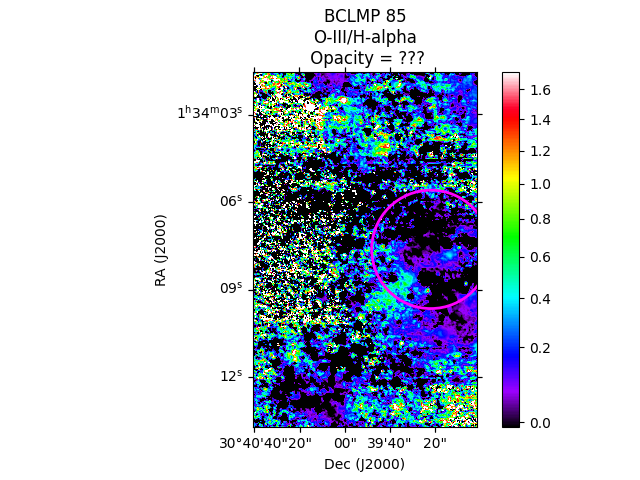 BCLMP 85
O-III/H-alpha
Opacity = ???
1h34m03s
06s
09s
12s
RA (J2000)
30°40'40"20" 00" 39'40" 20"
Dec (J2000)
1.6
1.4
1.2
1.0
0.8
0.6
0.4
0.2
0.0